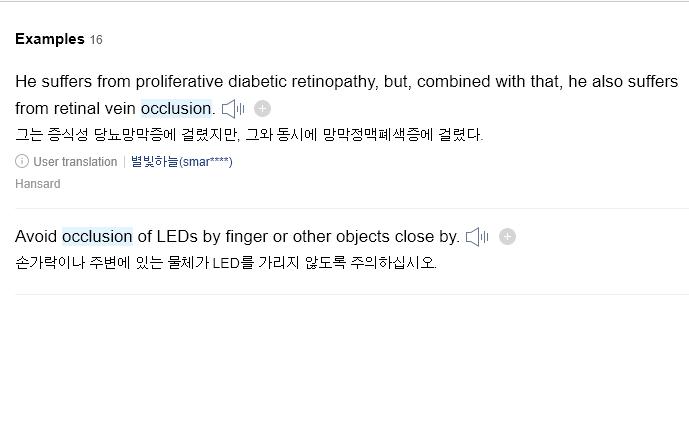 Examples 16
He suffers from proliferative diabetic retinopathy, but, combined with that, he also suffers
from retinal vein occlusion.
그는 증식성 당뇨망막증에 걸렸지만, 그와 동시에 망막정맥폐색증에 걸렸다.
User translation | 별빛하늘(smar****)
Hansard
Avoid occlusion of LEDs by finger or other objects close by.
손가락이나 주변에 있는 물체가 LED를 가리지 않도록 주의하십시오.